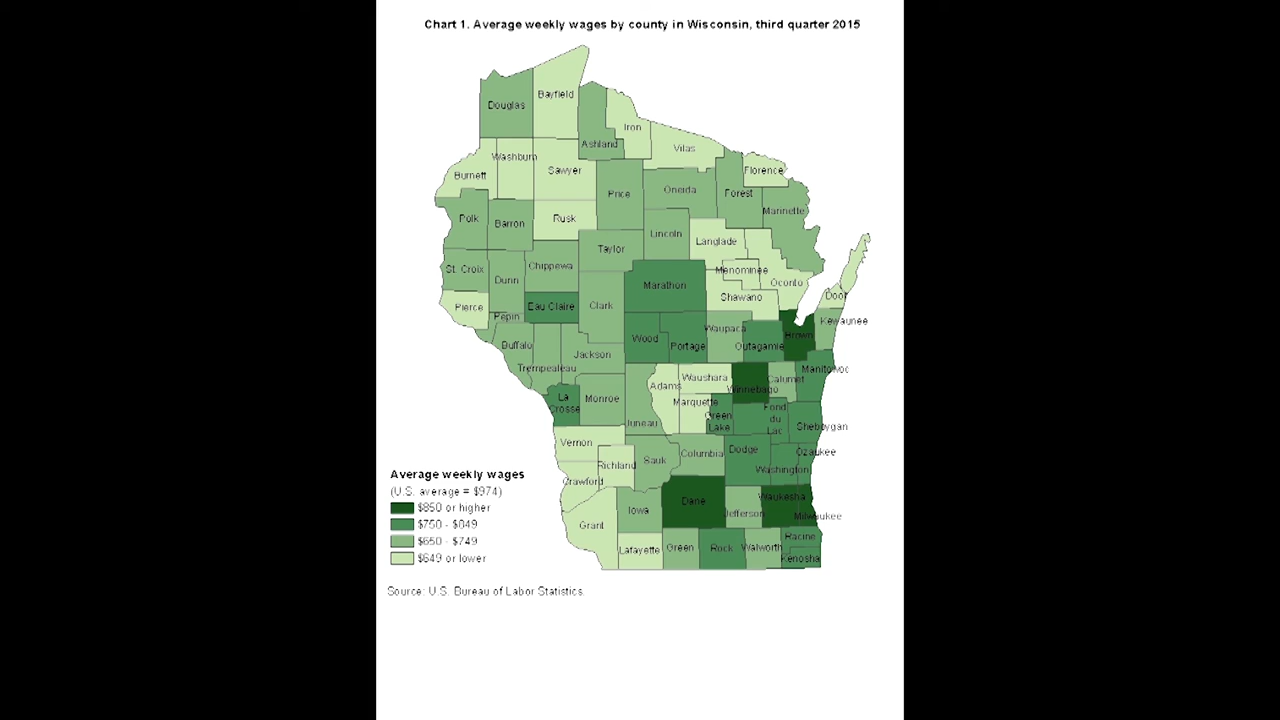 Chart 1. Average weekly wages by county in Wisconsin, third quarter 2015
Bayfield
Douglas
Iron
Ashland
Vilas
Washburn
Sawyer
Florence
Burnett
Oneida
Price
Forest
Marinette
Polk
Rusk
Barron
Lincoln
Langlade
Taylor
Chippewa
St. Croix
Menominee
Dunn
Oconto
Marathon
Door
Shawano
Pierce
Eau Claire
Clark
Pepin
Kewaunee
Waupaca
Brown
Wood
Buffalo
Portage
Outagamie
Jackson
Trempealeau
Manitowoc
Waushara
Calumet
Adams
Winnebago
La
Crosse
Monroe
Marquette
Green
Lake
Fond
du
Lac
Juneau
Sheboygan
Vernon
Dodge
Columbia
Ozaukee
Sauk
Richland
Washington
Crawford
Average weekly wages
(U.S. average = $974)
$850 or higher
$750 - $849
$650 - $749
$649 or lower
Dane
Waukesha
Iowa
Jefferson
Milwaukee
Grant
Racine
Lafayette
Green
Rock
Walworth
Kenosha
Source: U.S. Bureau of Labor Statistics.